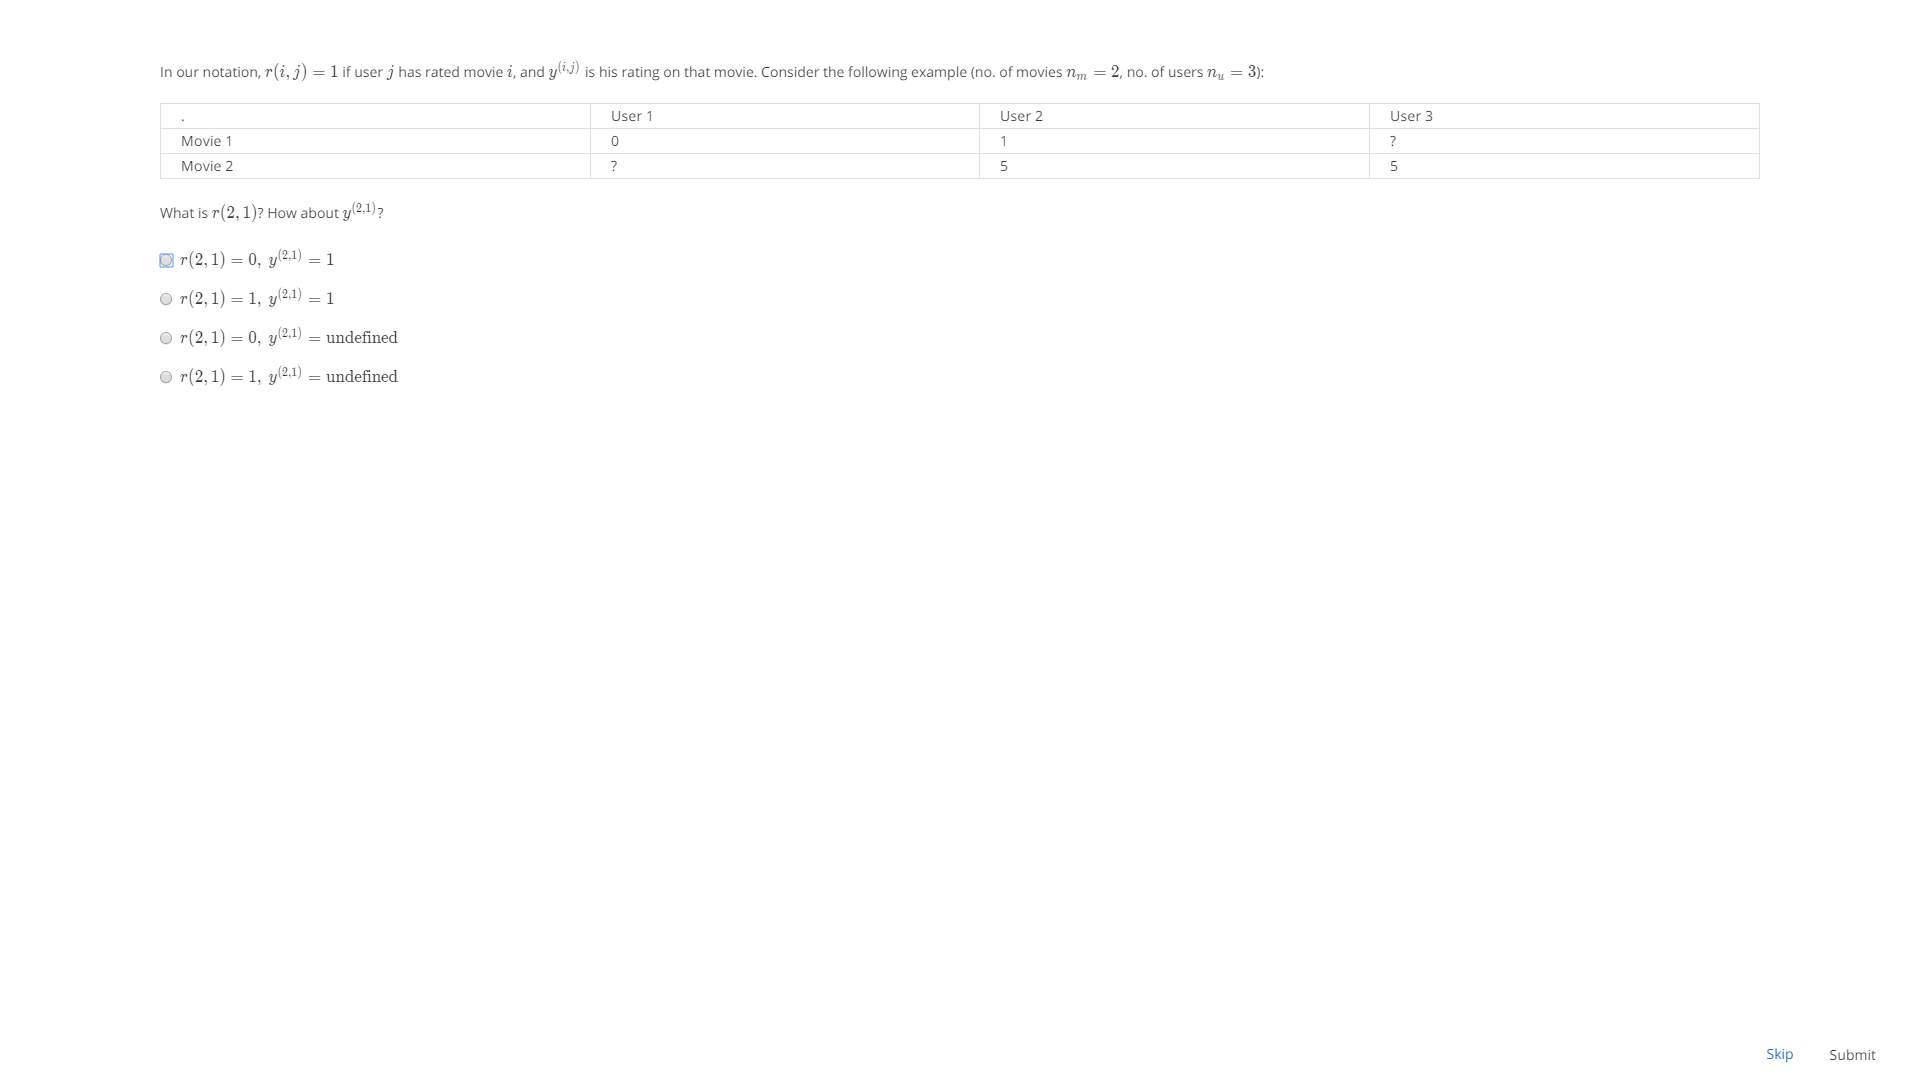 In our notation, r(i, j) = 1 if user j has rated movie i, and y^(i,j) is his rating on that movie. Consider the following example (no. of movies n_m = 2, no. of users n_u = 3):
. User 1 User 2 User 3
Movie 1 0 1 ?
Movie 2 ? 5 5
What is r(2, 1)? How about y^(2,1)?
r(2, 1) = 0, y^(2,1) = 1
r(2, 1) = 1, y^(2,1) = 1
r(2, 1) = 0, y^(2,1) = undefined
r(2, 1) = 1, y^(2,1) = undefined
Skip Submit